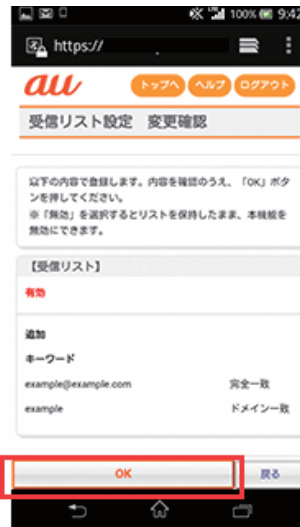 100% 9:42
https://
au
トップへ ヘルプ ログアウト
受信リスト設定 変更確認
以下の内容で登録します。内容を確認のうえ、「OK」ボタ
ンを押してください。
※「無効」を選択するとリストを保持したまま、本機能を
無効にできます。
【受信リスト】
有効
追加
キーワード
example@example.com 完全一致
example ドメイン一致
OK 戻る